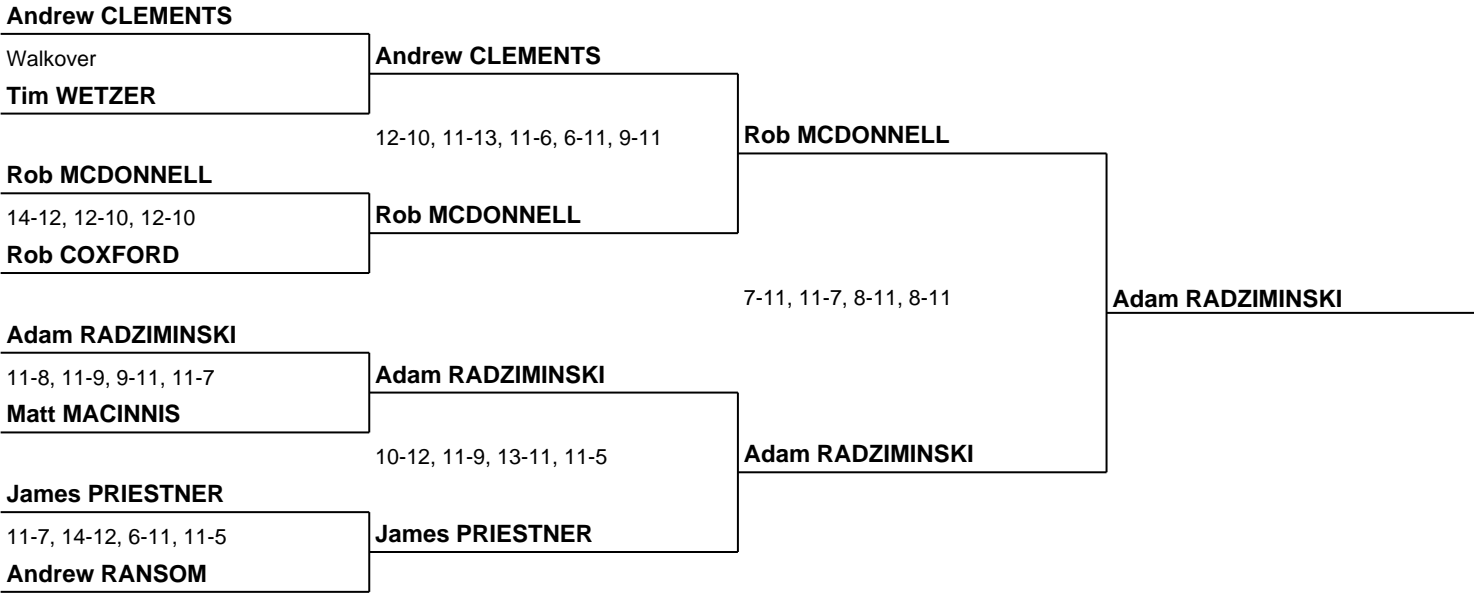 Andrew CLEMENTS
Walkover
Tim WETZER
Rob MCDONNELL
14-12, 12-10, 12-10
Rob COXFORD
Adam RADZIMINSKI
11-8, 11-9, 9-11, 11-7
Matt MACINNIS
James PRIESTNER
11-7, 14-12, 6-11, 11-5
Andrew RANSOM
Andrew CLEMENTS
12-10, 11-13, 11-6, 6-11, 9-11
Rob MCDONNELL
Adam RADZIMINSKI
10-12, 11-9, 13-11, 11-5
James PRIESTNER
Rob MCDONNELL
7-11, 11-7, 8-11, 8-11
Adam RADZIMINSKI
Adam RADZIMINSKI